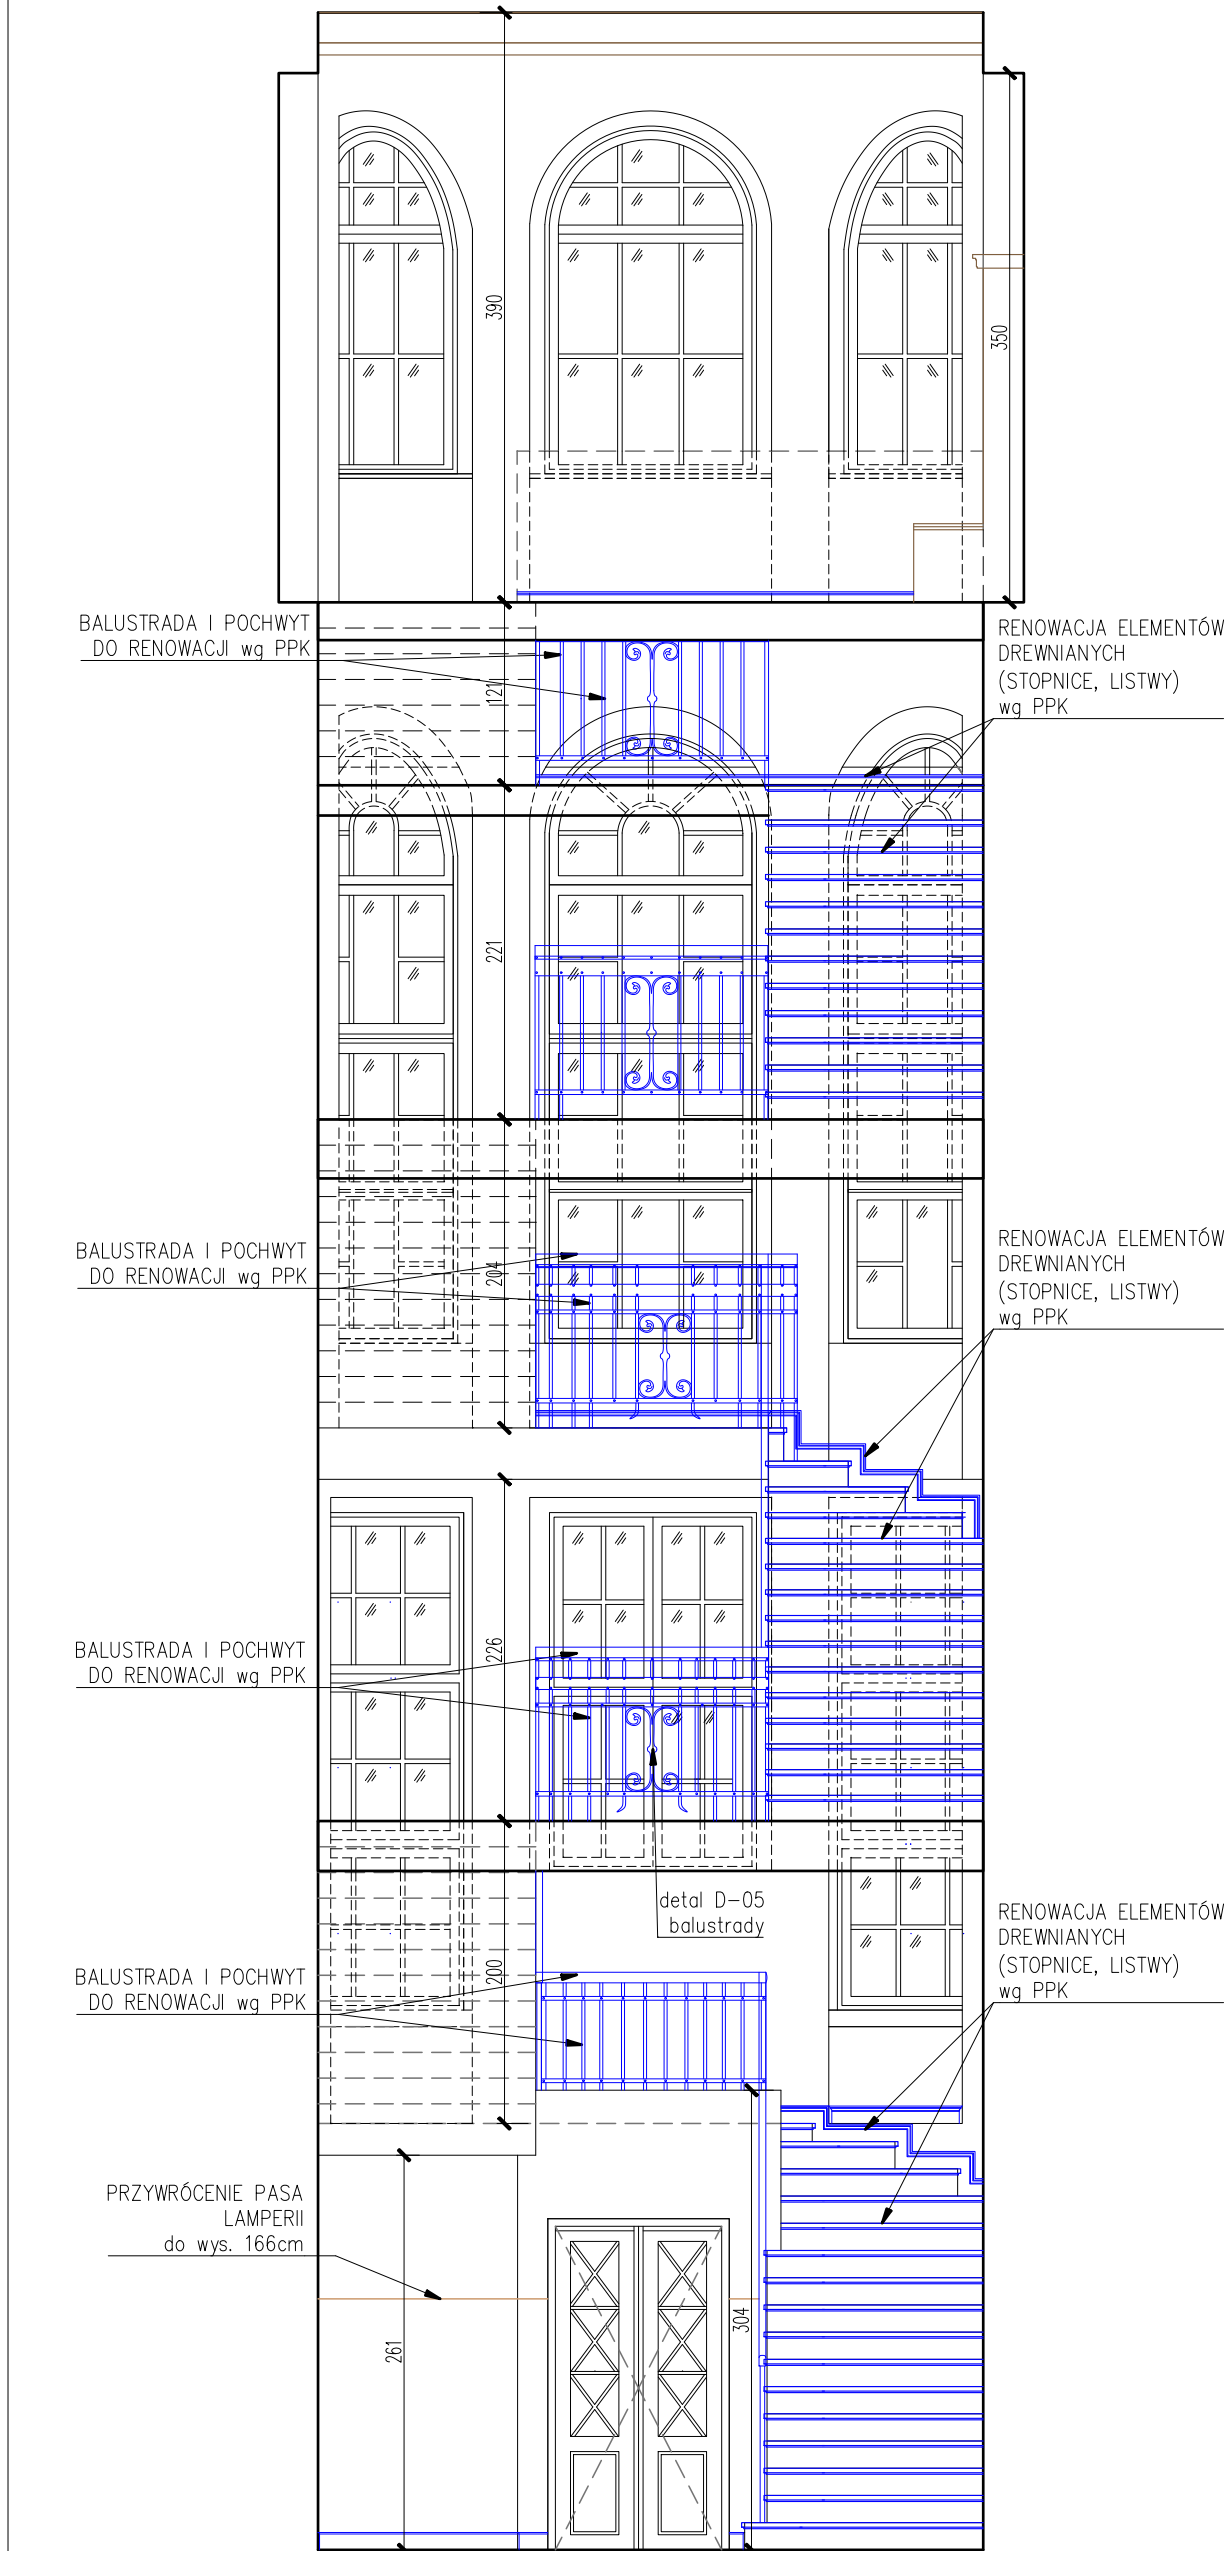 390
350
BALUSTRADA I POCHWYT
DO RENOWACJI wg PPK
RENOWACJA ELEMENTÓW
DREWNIANYCH
(STOPNICE, LISTWY)
wg PPK
121
221
BALUSTRADA I POCHWYT
DO RENOWACJI wg PPK
204
RENOWACJA ELEMENTÓW
DREWNIANYCH
(STOPNICE, LISTWY)
wg PPK
BALUSTRADA I POCHWYT
DO RENOWACJI wg PPK
226
detal D-05
balustrady
RENOWACJA ELEMENTÓW
DREWNIANYCH
(STOPNICE, LISTWY)
wg PPK
BALUSTRADA I POCHWYT
DO RENOWACJI wg PPK
200
PRZYWRÓCENIE PASA
LAMPERII
do wys. 166cm
261
304